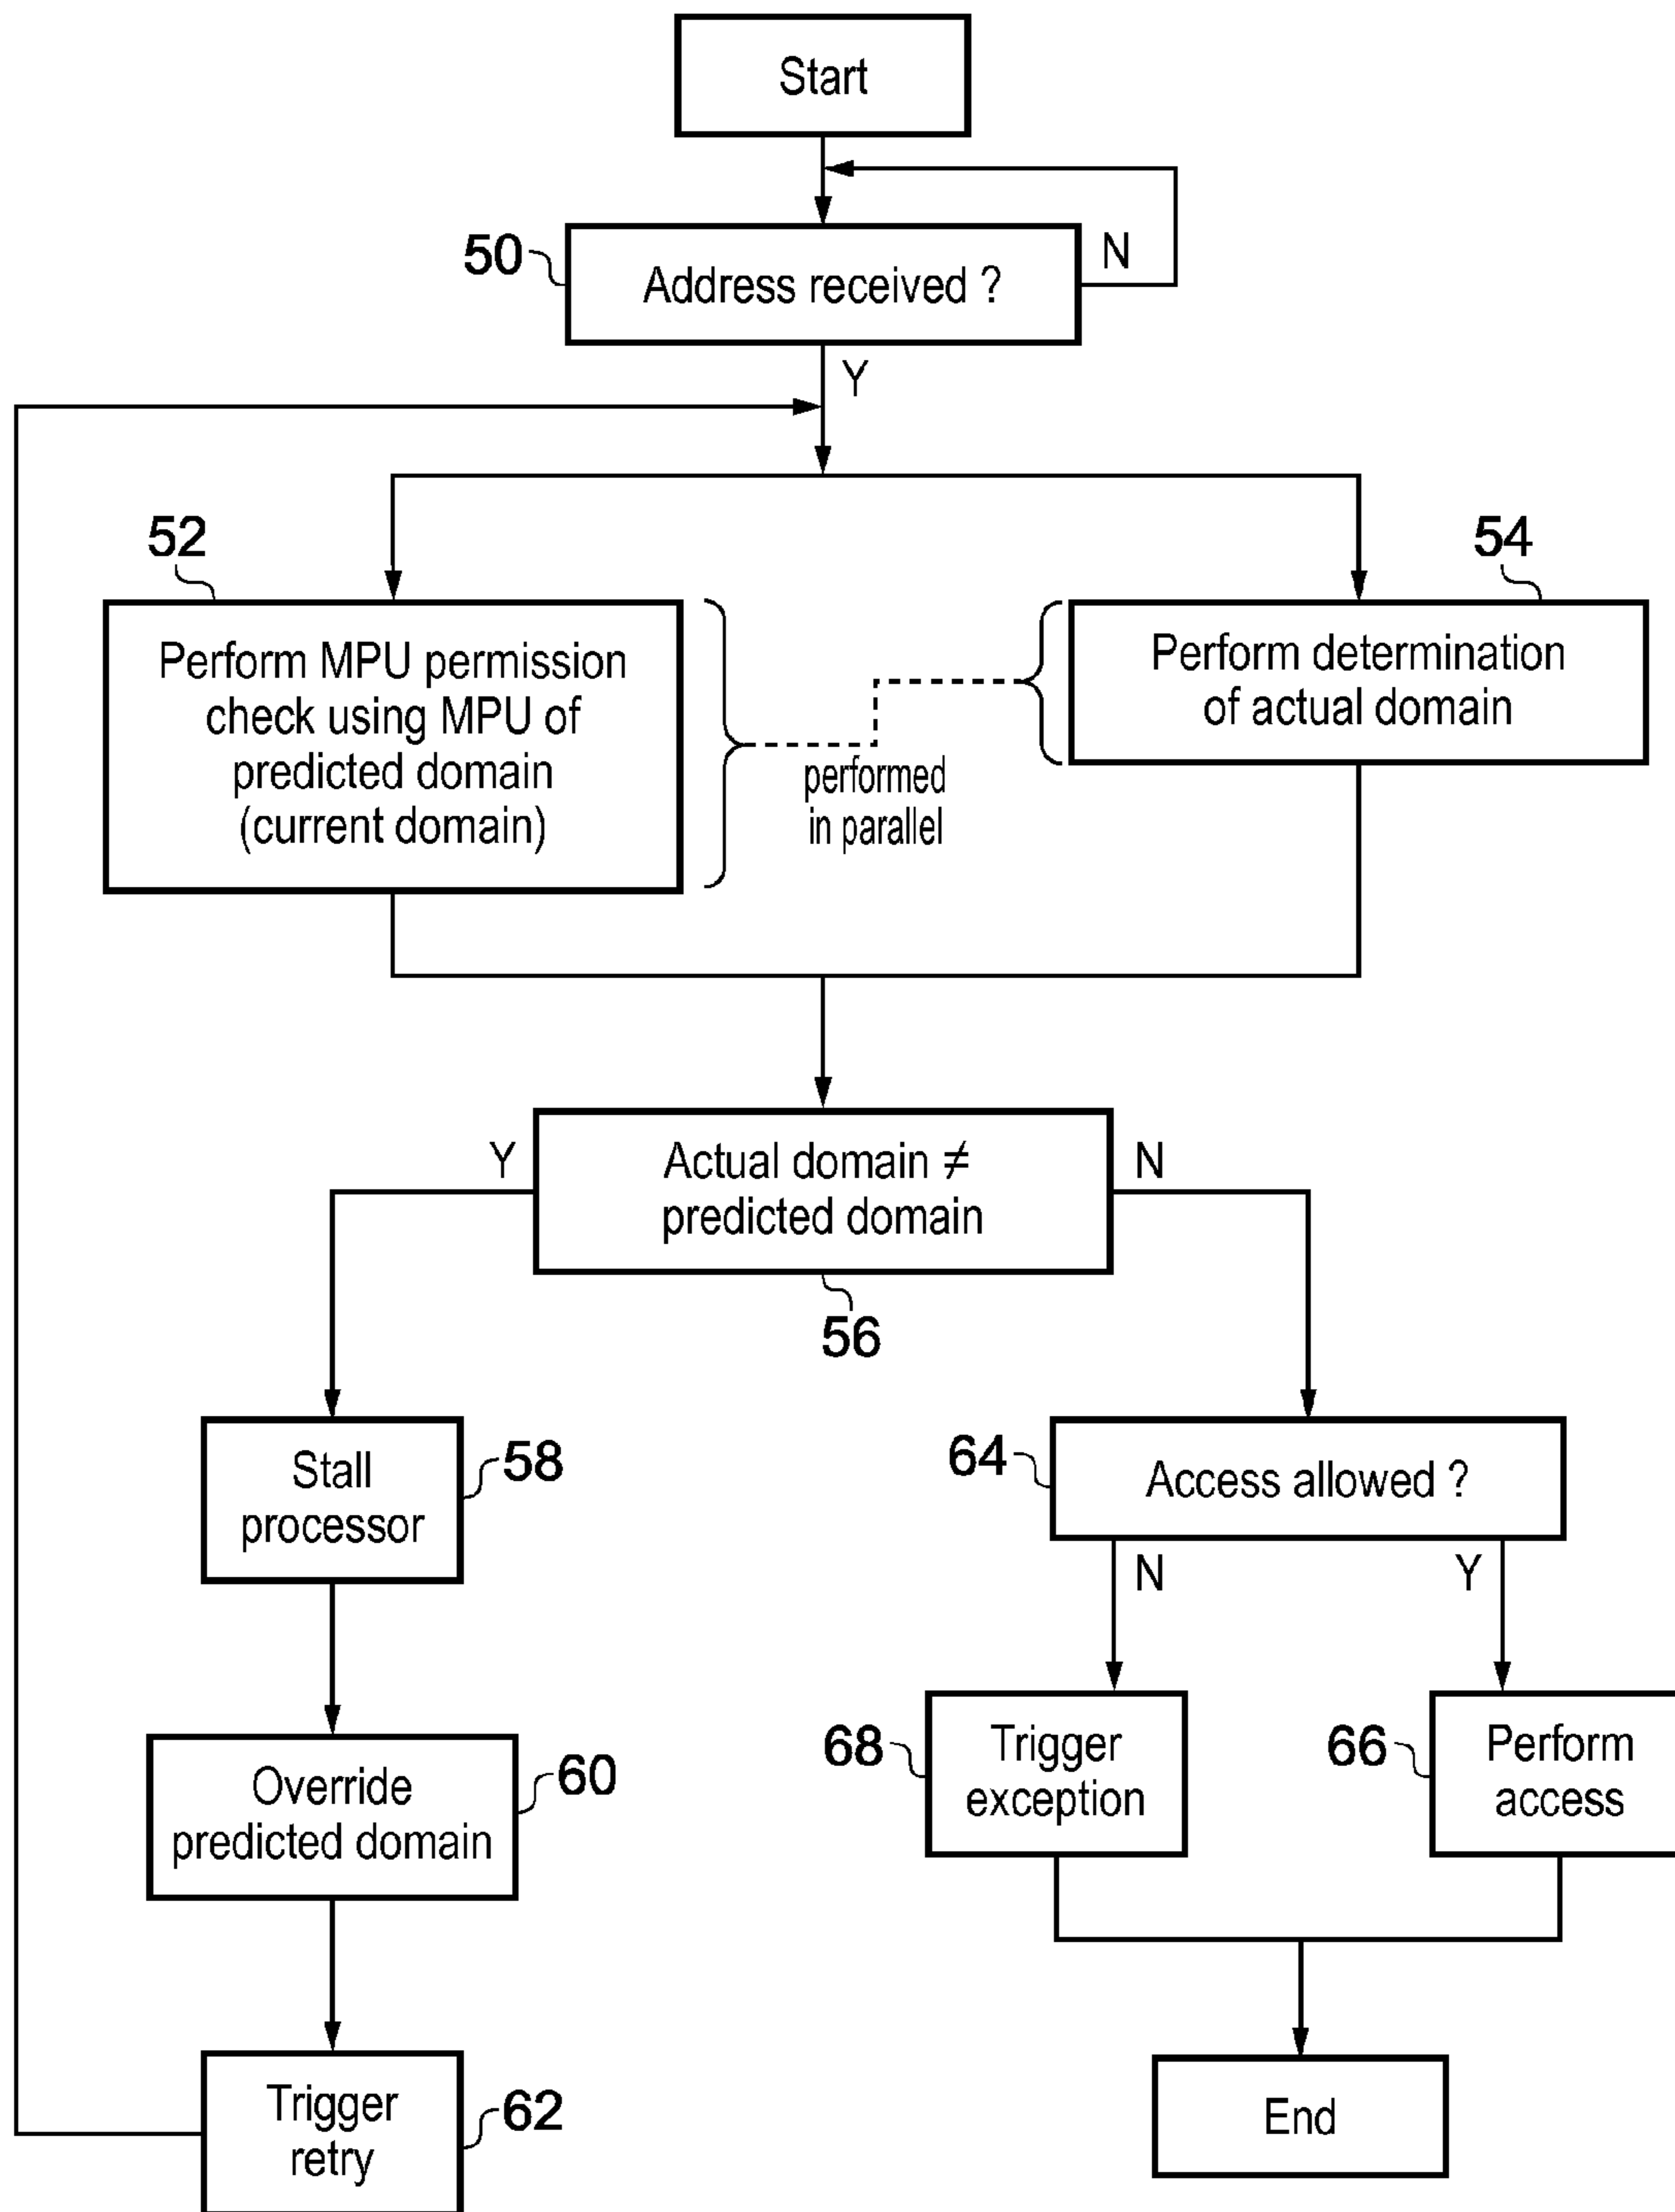 Start
50
Address received ?
N
Y
52
54
Perform MPU permission
check using MPU of
predicted domain
(current domain)
performed
in parallel
Perform determination
of actual domain
Y
Actual domain ≠
predicted domain
N
56
Stall
processor
58
64
Access allowed ?
N
Y
Override
predicted domain
60
68
Trigger
exception
66
Perform
access
Trigger
retry
62
End